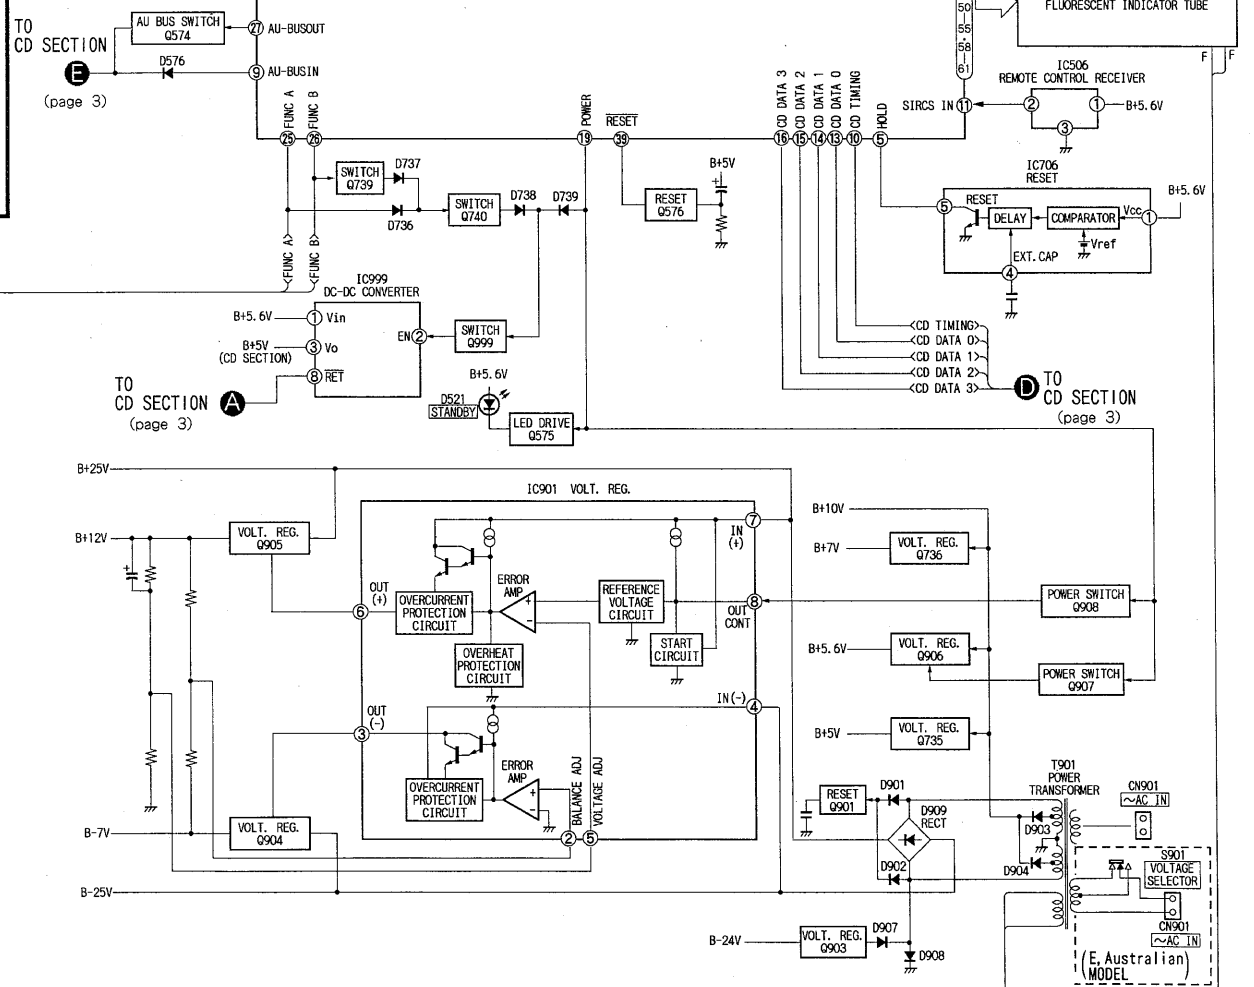 TO
CD SECTION
E
(page 3)
AU BUS SWITCH
Q574
D576
27 AU-BUSOUT
9 AU-BUSIN
FUNC A
FUNC B
25
26
POWER
19
RESET
39
CD DATA 3
CD DATA 2
CD DATA 1
CD DATA 0
CD TIMING
HOLD
16
15
14
13
10
5
50
55
58
61
FLUORESCENT INDICATOR TUBE
F
F
IC506
REMOTE CONTROL RECEIVER
SIRCS IN 11
2
1
B+5.6V
3
SWITCH
Q739
D737
D736
SWITCH
Q740
D738
D739
RESET
Q576
B+5V
+
IC706
RESET
B+5.6V
5
RESET
DELAY
COMPARATOR
Vcc
1
Vref
EXT.CAP
4
<FUNC A>
<FUNC B>
IC999
DC-DC CONVERTER
B+5.6V
1 Vin
EN 2
SWITCH
Q999
B+5V
(CD SECTION)
3 Vo
8 RET
TO
CD SECTION
A
(page 3)
B+5.6V
D521
STANDBY
LED DRIVE
Q575
<CD TIMING>
<CD DATA 0>
<CD DATA 1>
<CD DATA 2>
<CD DATA 3>
D
TO
CD SECTION
(page 3)
B+25V
IC901 VOLT. REG.
B+12V
VOLT. REG.
Q905
+
7
IN
(+)
B+10V
B+7V
VOLT. REG.
Q736
OUT
(+)
6
OVERCURRENT
PROTECTION
CIRCUIT
ERROR
AMP
+
-
REFERENCE
VOLTAGE
CIRCUIT
8
OUT
CONT
START
CIRCUIT
OVERHEAT
PROTECTION
CIRCUIT
POWER SWITCH
Q908
B+5.6V
VOLT. REG.
Q906
POWER SWITCH
Q907
IN(-)
4
OUT
(-)
3
B+5V
VOLT. REG.
Q735
OVERCURRENT
PROTECTION
CIRCUIT
ERROR
AMP
+
-
BALANCE ADJ
VOLTAGE ADJ
2
5
B-7V
VOLT. REG.
Q904
B-25V
RESET
Q901
D901
D909
RECT
D902
T901
POWER
TRANSFORMER
D903
D904
CN901
~AC IN
S901
VOLTAGE
SELECTOR
CN901
~AC IN
(E, Australian)
MODEL
B-24V
VOLT. REG.
Q903
D907
D908